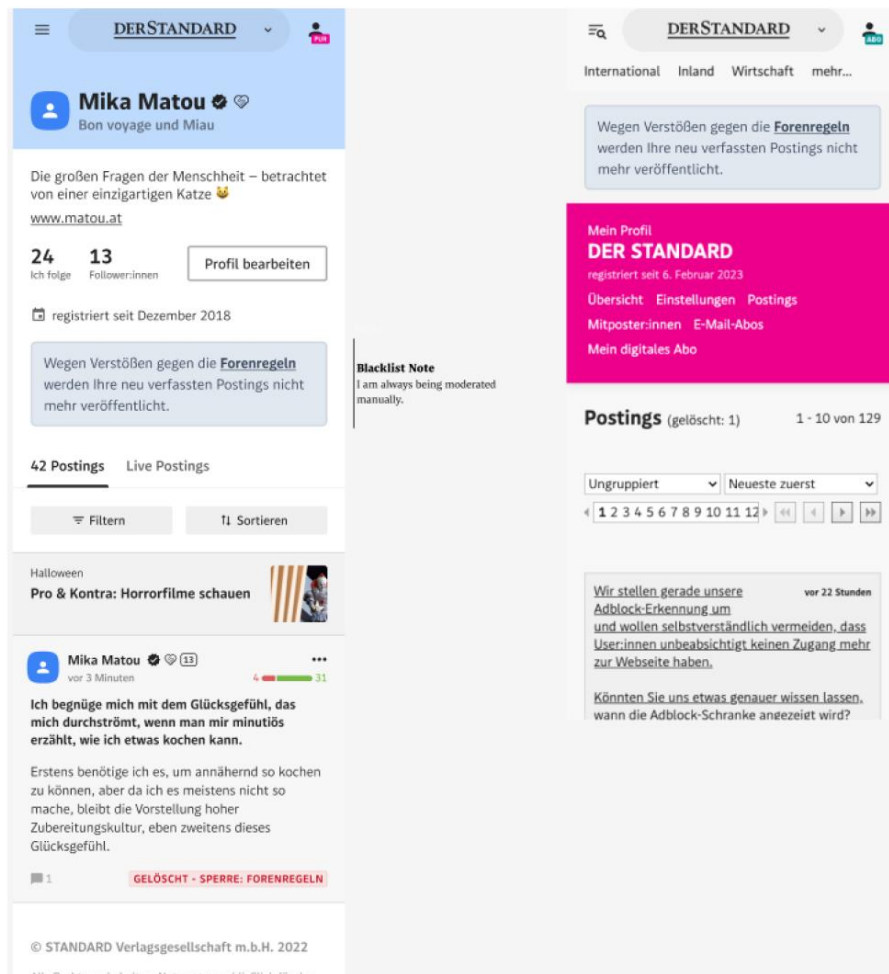 DERSTANDARD
PUR
Mika Matou
Bon voyage und Miau
Die großen Fragen der Menschheit – betrachtet
von einer einzigartigen Katze 😺
www.matou.at
24 13
Ich folge Follower:innen
Profil bearbeiten
registriert seit Dezember 2018
Wegen Verstößen gegen die Forenregeln
werden Ihre neu verfassten Postings nicht
mehr veröffentlicht.
42 Postings Live Postings
Filtern Sortieren
Halloween
Pro & Kontra: Horrorfilme schauen
Mika Matou 13
vor 3 Minuten
4 31
Ich begnüge mich mit dem Glücksgefühl, das
mich durchströmt, wenn man mir minutiös
erzählt, wie ich etwas kochen kann.
Erstens benötige ich es, um annähernd so kochen
zu können, aber da ich es meistens nicht so
mache, bleibt die Vorstellung hoher
Zubereitungskultur, eben zweitens dieses
Glücksgefühl.
1 GELÖSCHT - SPERRE: FORENREGELN
© STANDARD Verlagsgesellschaft m.b.H. 2022
Blacklist Note
I am always being moderated
manually.
DERSTANDARD
ABO
International Inland Wirtschaft mehr...
Wegen Verstößen gegen die Forenregeln
werden Ihre neu verfassten Postings nicht
mehr veröffentlicht.
Mein Profil
DER STANDARD
registriert seit 6. Februar 2023
Übersicht Einstellungen Postings
Mitposter:innen E-Mail-Abos
Mein digitales Abo
Postings (gelöscht: 1) 1 - 10 von 129
Ungruppiert Neueste zuerst
1 2 3 4 5 6 7 8 9 10 11 12
Wir stellen gerade unsere vor 22 Stunden
Adblock-Erkennung um
und wollen selbstverständlich vermeiden, dass
User:innen unbeabsichtigt keinen Zugang mehr
zur Webseite haben.
Könnten Sie uns etwas genauer wissen lassen,
wann die Adblock-Schranke angezeigt wird?